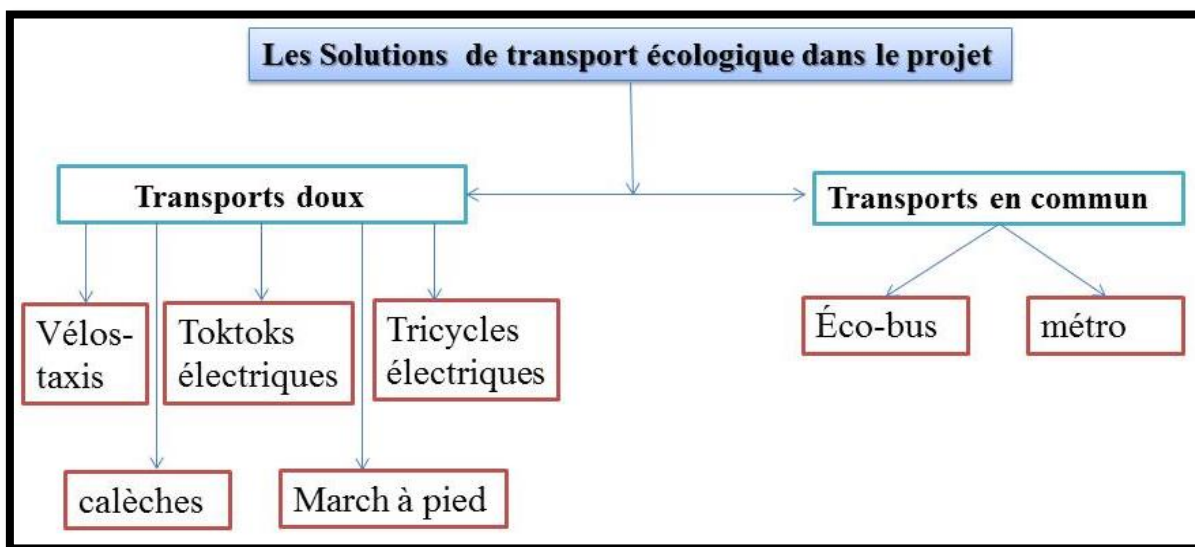 Les Solutions de transport écologique dans le projet
Transports doux
Transports en commun
Vélos-
taxis
Toktoks
électriques
Tricycles
électriques
Éco-bus
métro
calèches
March à pied